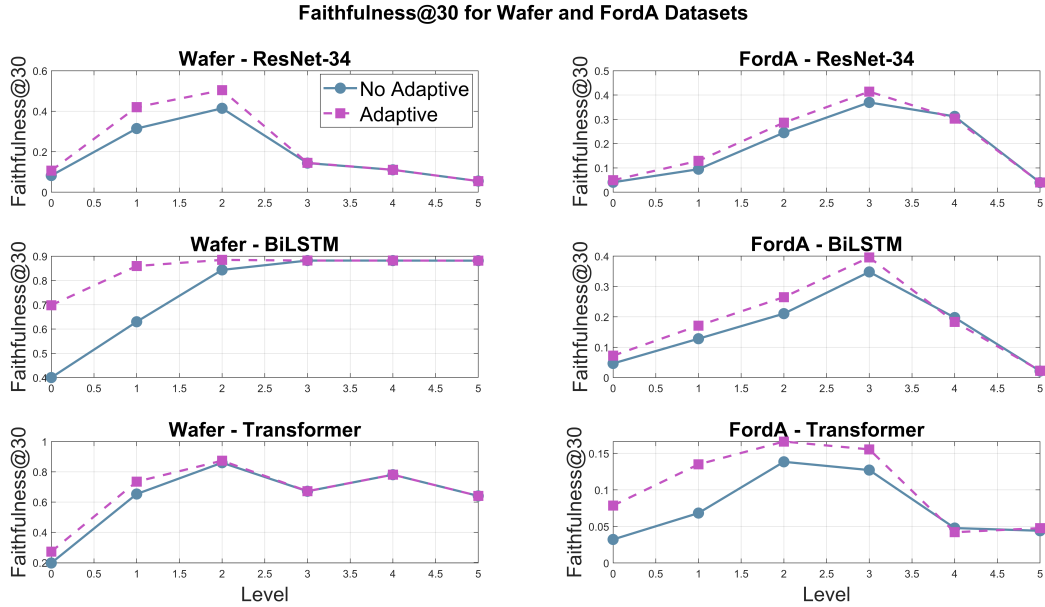 Faithfulness@30 for Wafer and FordA Datasets
Wafer - ResNet-34
Faithfulness@30
0.6
0.4
0.2
0
0 0.5 1 1.5 2 2.5 3 3.5 4 4.5 5
No Adaptive
Adaptive
FordA - ResNet-34
Faithfulness@30
0.5
0.4
0.3
0.2
0.1
0
0 0.5 1 1.5 2 2.5 3 3.5 4 4.5 5
Wafer - BiLSTM
Faithfulness@30
0.9
0.8
0.7
0.6
0.5
0.4
0 0.5 1 1.5 2 2.5 3 3.5 4 4.5 5
FordA - BiLSTM
Faithfulness@30
0.4
0.3
0.2
0.1
0
0 0.5 1 1.5 2 2.5 3 3.5 4 4.5 5
Wafer - Transformer
Faithfulness@30
1
0.8
0.6
0.4
0.2
0 0.5 1 1.5 2 2.5 3 3.5 4 4.5 5
Level
FordA - Transformer
Faithfulness@30
0.15
0.1
0.05
0
0 0.5 1 1.5 2 2.5 3 3.5 4 4.5 5
Level